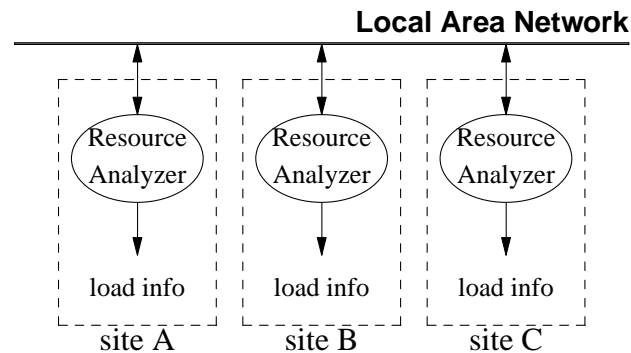 Local Area Network
Resource
Analyzer
load info
site A
Resource
Analyzer
load info
site B
Resource
Analyzer
load info
site C